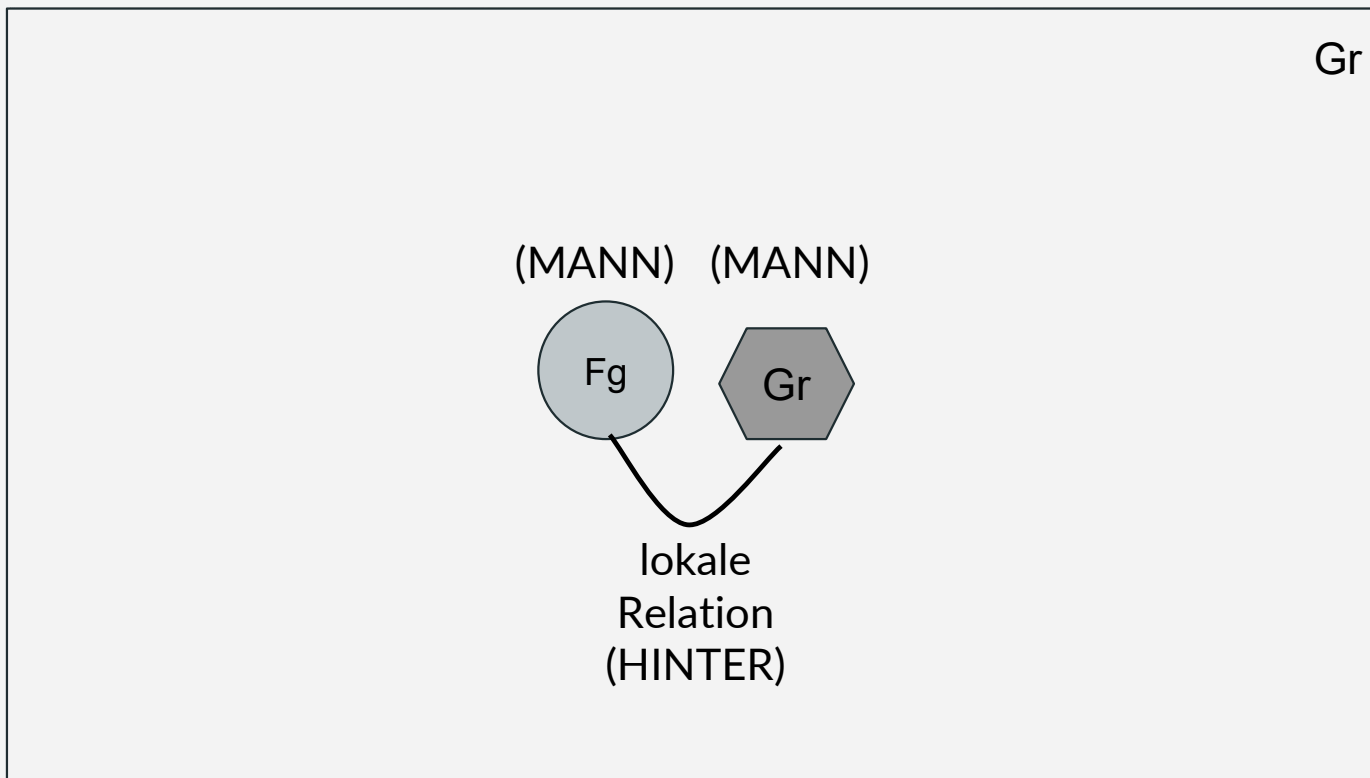 Gr
(MANN) (MANN)
Fg Gr
lokale
Relation
(HINTER)